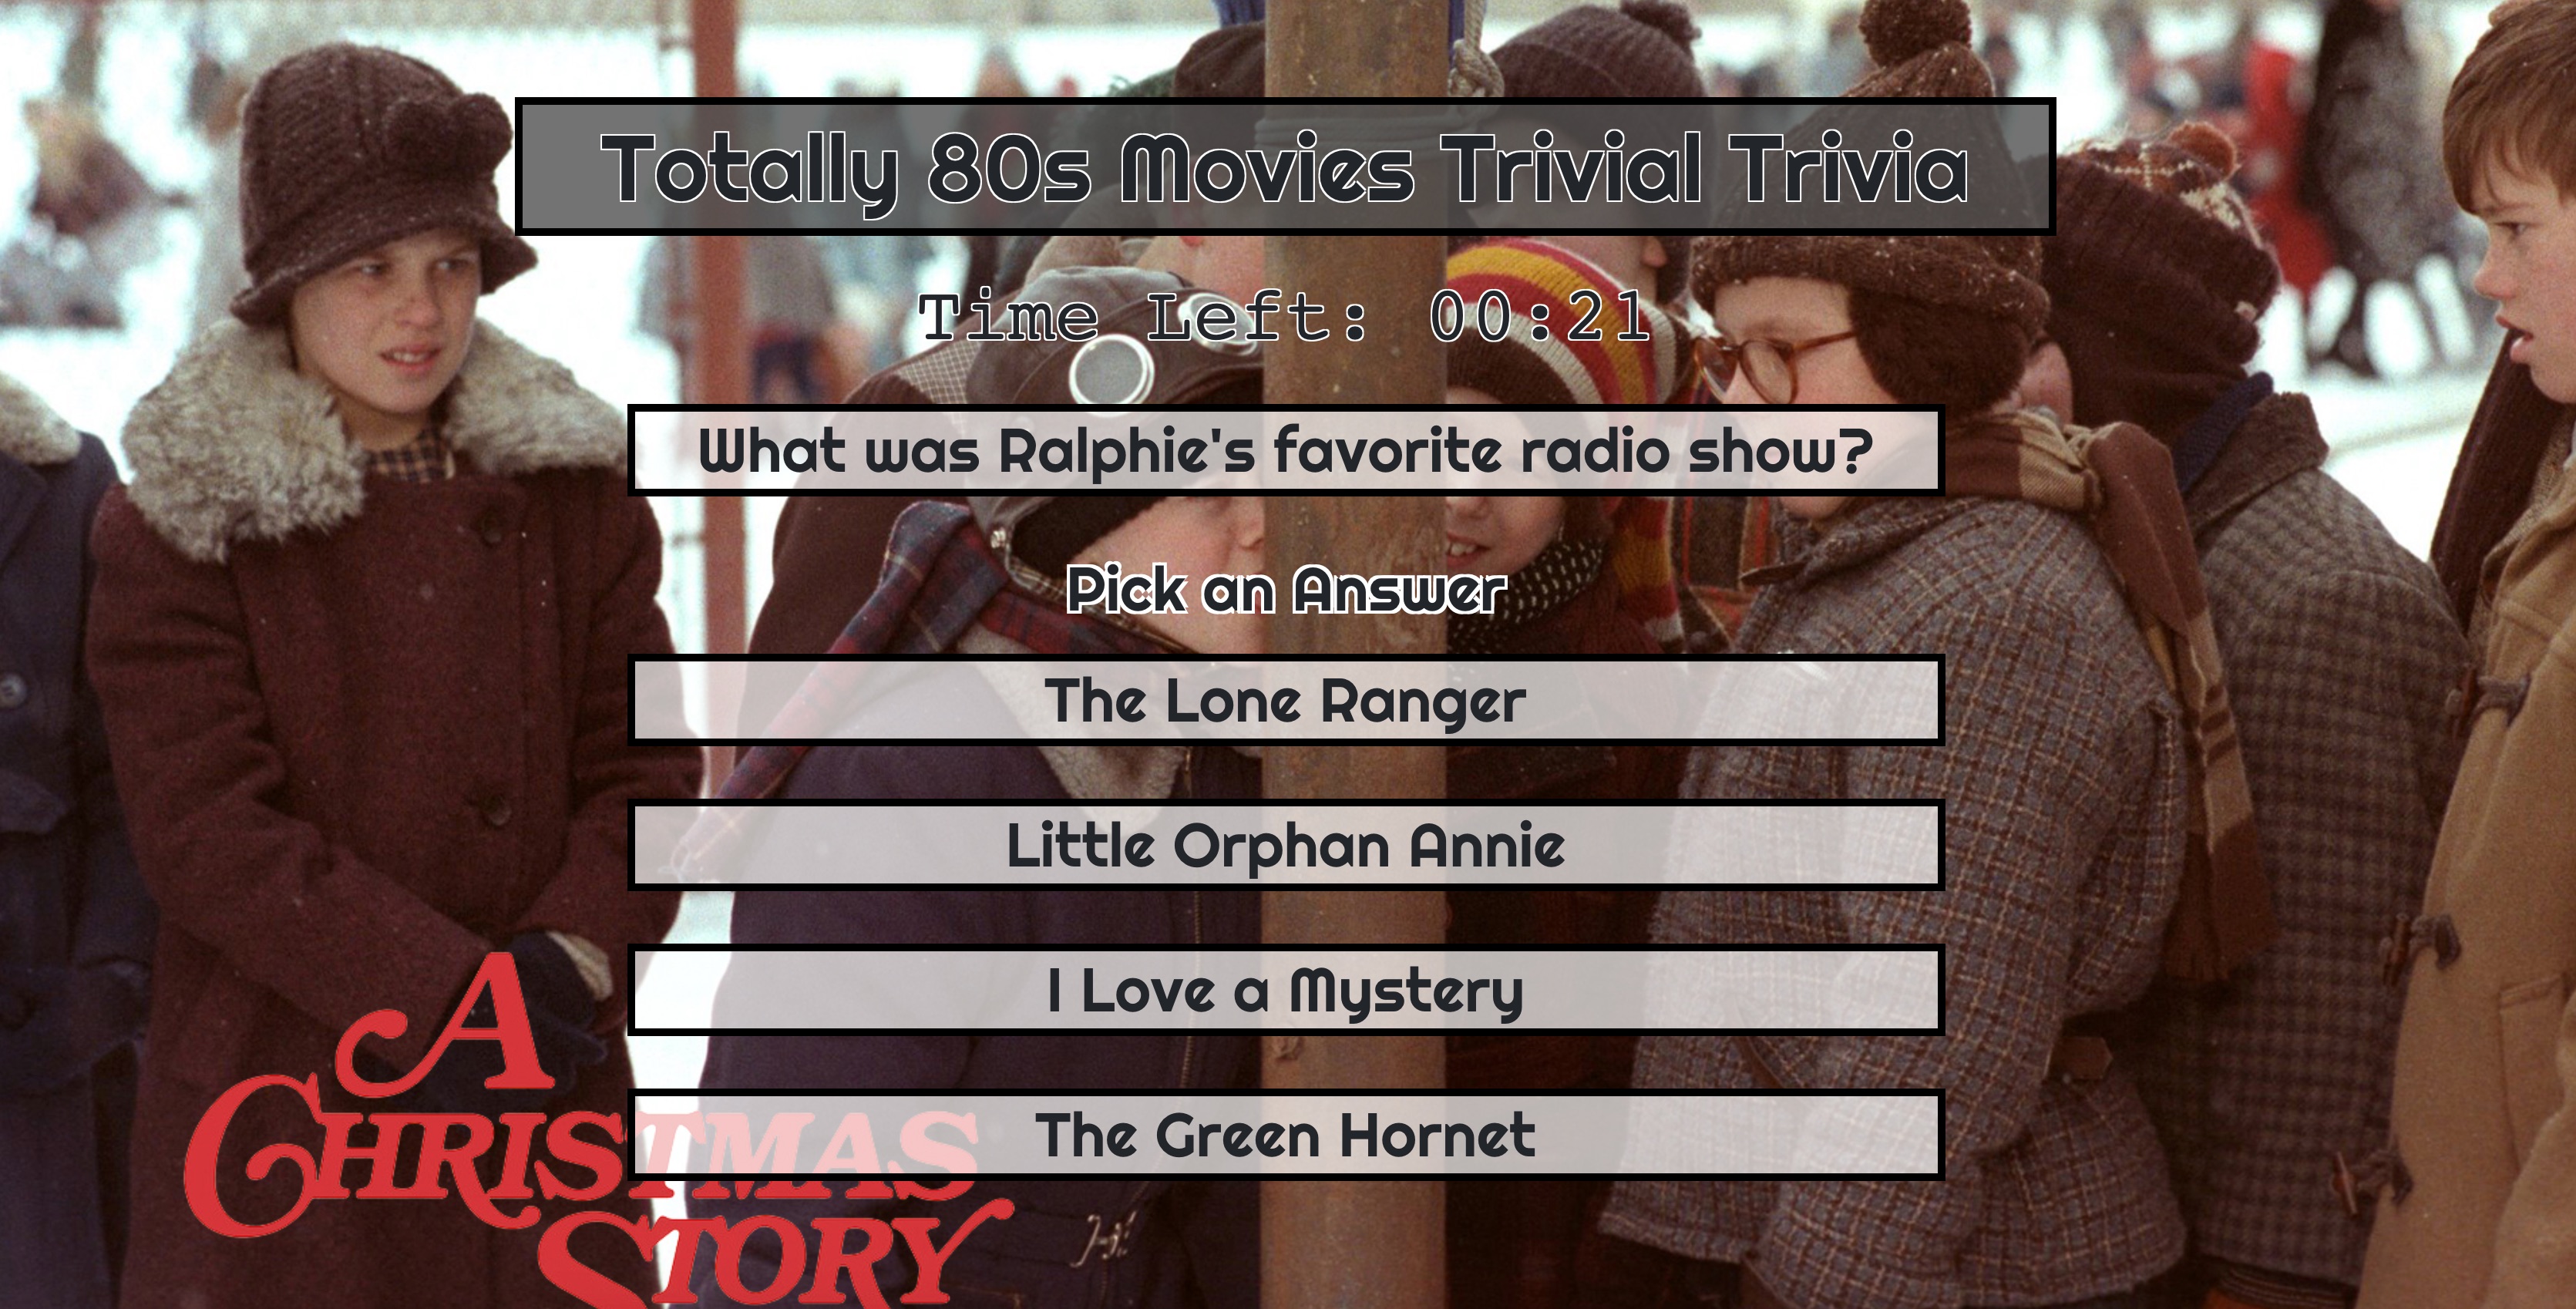 Totally 80s Movies Trivial Trivia
Time Left: 00:21
What was Ralphie's favorite radio show?
Pick an Answer
The Lone Ranger
Little Orphan Annie
I Love a Mystery
The Green Hornet
A
CHRISTMAS
STORY